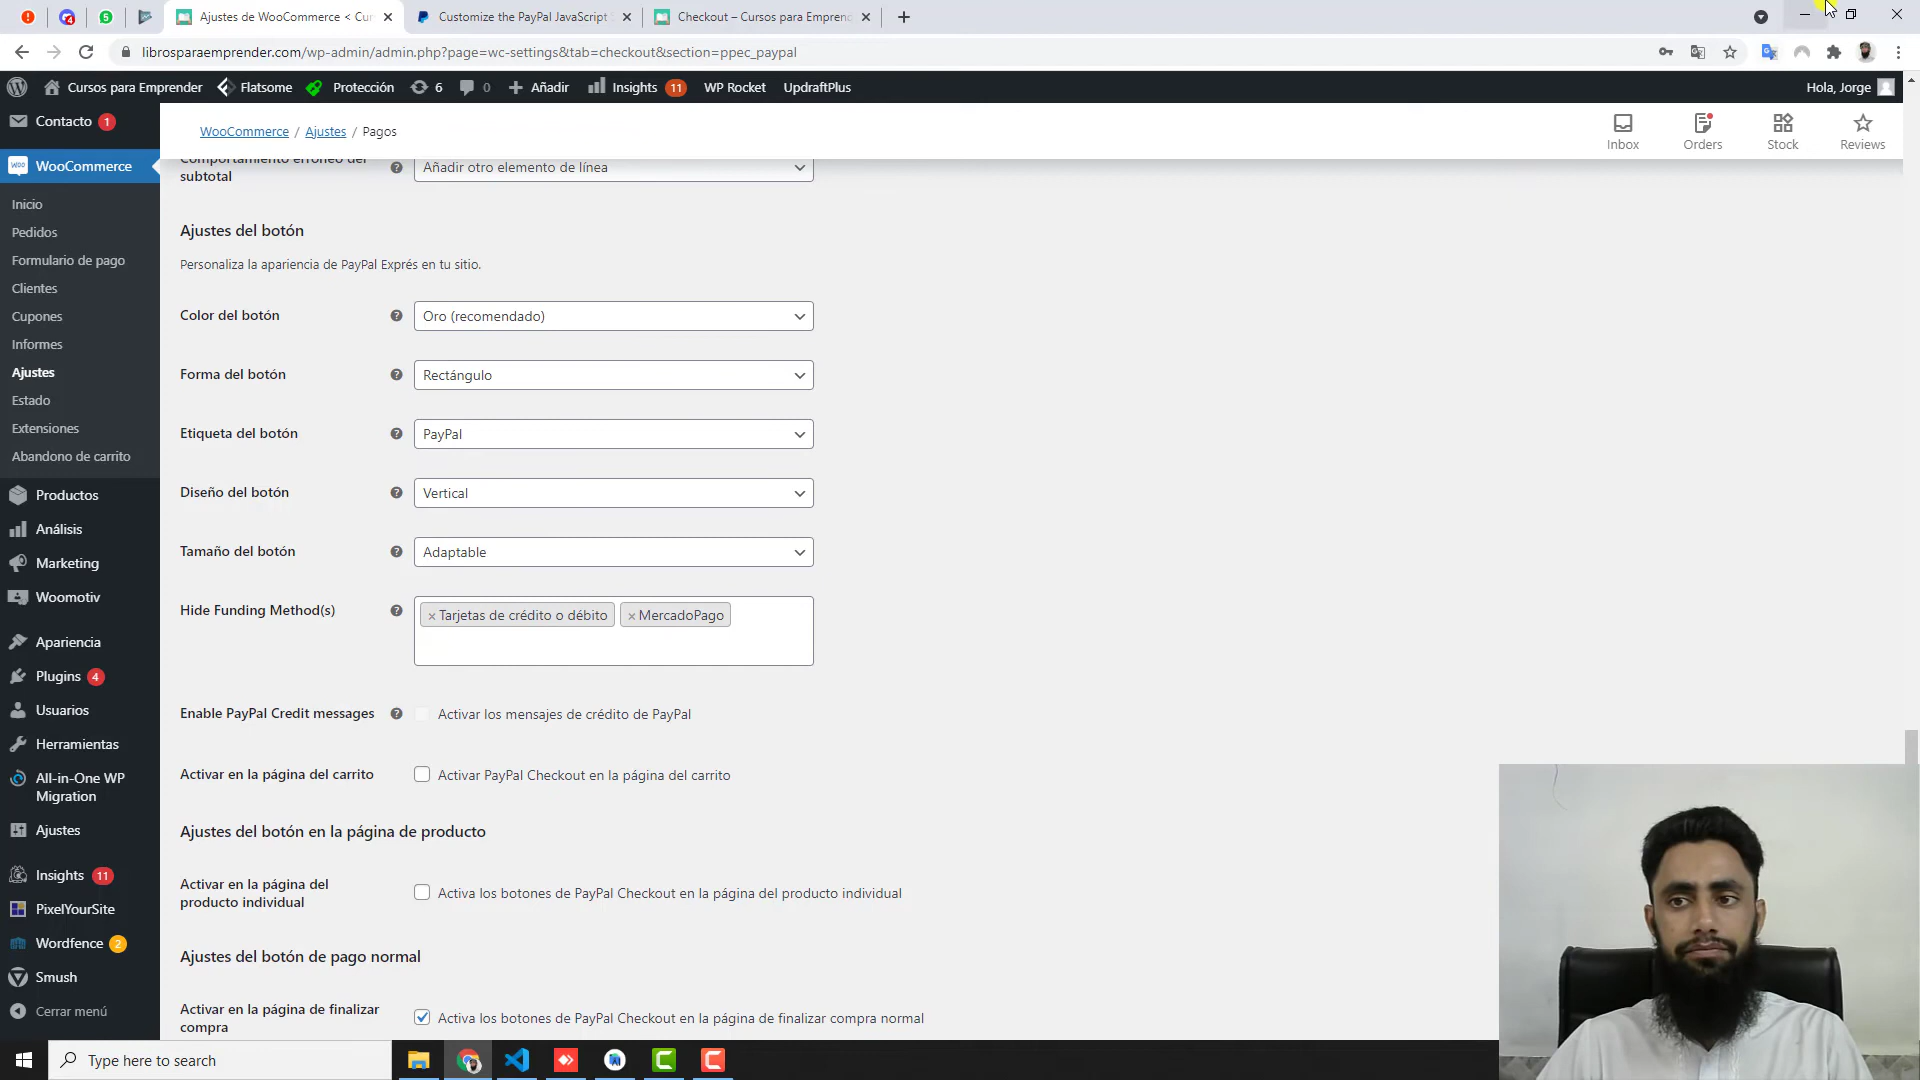 Ajustes de WooCommerce < Cur
Customize the PayPal JavaScript
Checkout – Cursos para Emprend
librosparaemprender.com/wp-admin/admin.php?page=wc-settings&tab=checkout&section=ppec_paypal
Cursos para Emprender
Flatsome
Protección
6
0
Añadir
Insights 11
WP Rocket
UpdraftPlus
Hola, Jorge
Contacto 1
WooCommerce
Inicio
Pedidos
Formulario de pago
Clientes
Cupones
Informes
Ajustes
Estado
Extensiones
Abandono de carrito
Productos
Análisis
Marketing
Woomotiv
Apariencia
Plugins 4
Usuarios
Herramientas
All-in-One WP
Migration
Ajustes
Insights 11
PixelYourSite
Wordfence 2
Smush
Cerrar menú
WooCommerce / Ajustes / Pagos
Inbox
Orders
Stock
Reviews
Comportamiento erróneo del
subtotal
Añadir otro elemento de línea
Ajustes del botón
Personaliza la apariencia de PayPal Exprés en tu sitio.
Color del botón
Oro (recomendado)
Forma del botón
Rectángulo
Etiqueta del botón
PayPal
Diseño del botón
Vertical
Tamaño del botón
Adaptable
Hide Funding Method(s)
× Tarjetas de crédito o débito
× MercadoPago
Enable PayPal Credit messages
Activar los mensajes de crédito de PayPal
Activar en la página del carrito
Activar PayPal Checkout en la página del carrito
Ajustes del botón en la página de producto
Activar en la página del
producto individual
Activa los botones de PayPal Checkout en la página del producto individual
Ajustes del botón de pago normal
Activar en la página de finalizar
compra
Activa los botones de PayPal Checkout en la página de finalizar compra normal
Type here to search